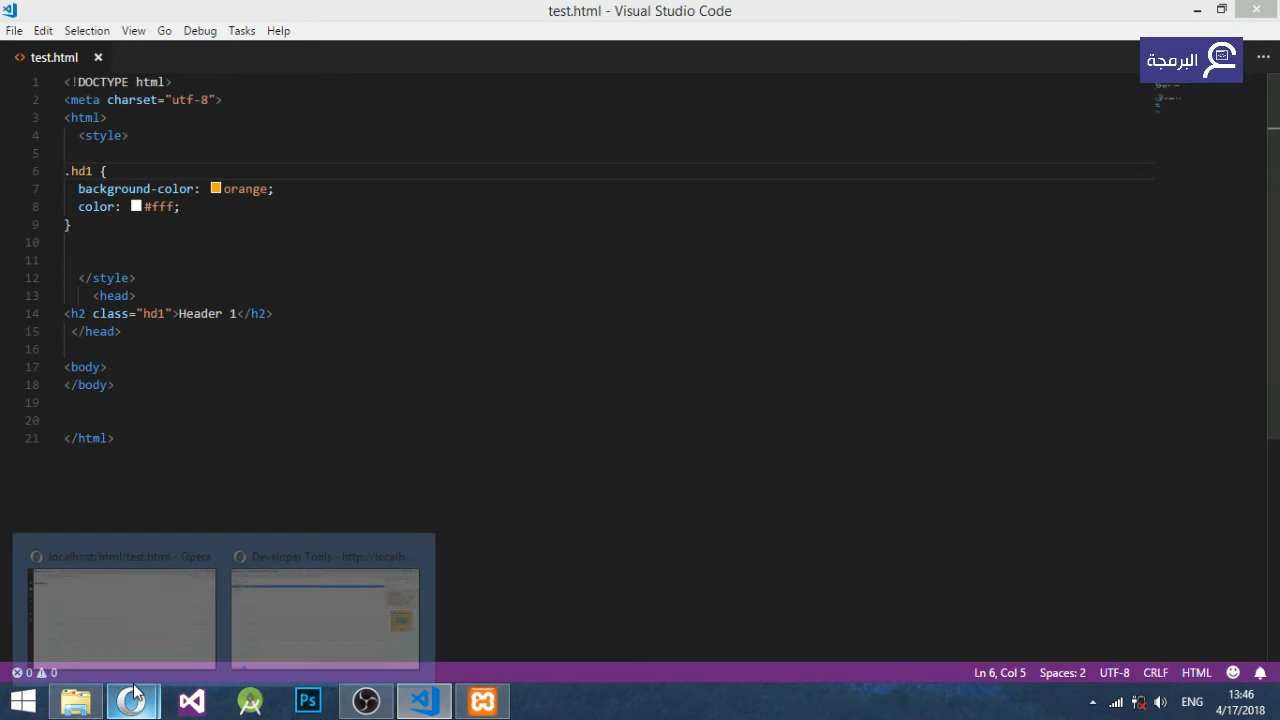 test.html - Visual Studio Code
File Edit Selection View Go Debug Tasks Help
test.html
البرمجة
1 <!DOCTYPE html>
2 <meta charset="utf-8">
3 <html>
4 <style>
5
6 .hd1 {
7 background-color: orange;
8 color: #fff;
9 }
10
11
12 </style>
13 <head>
14 <h2 class="hd1">Header 1</h2>
15 </head>
16
17 <body>
18 </body>
19
20
21 </html>
localhost/html/test.html - Opera
Developer Tools - http://localh...
0 0 Ln 6, Col 5 Spaces: 2 UTF-8 CRLF HTML
Ps
ENG
13:46
4/17/2018